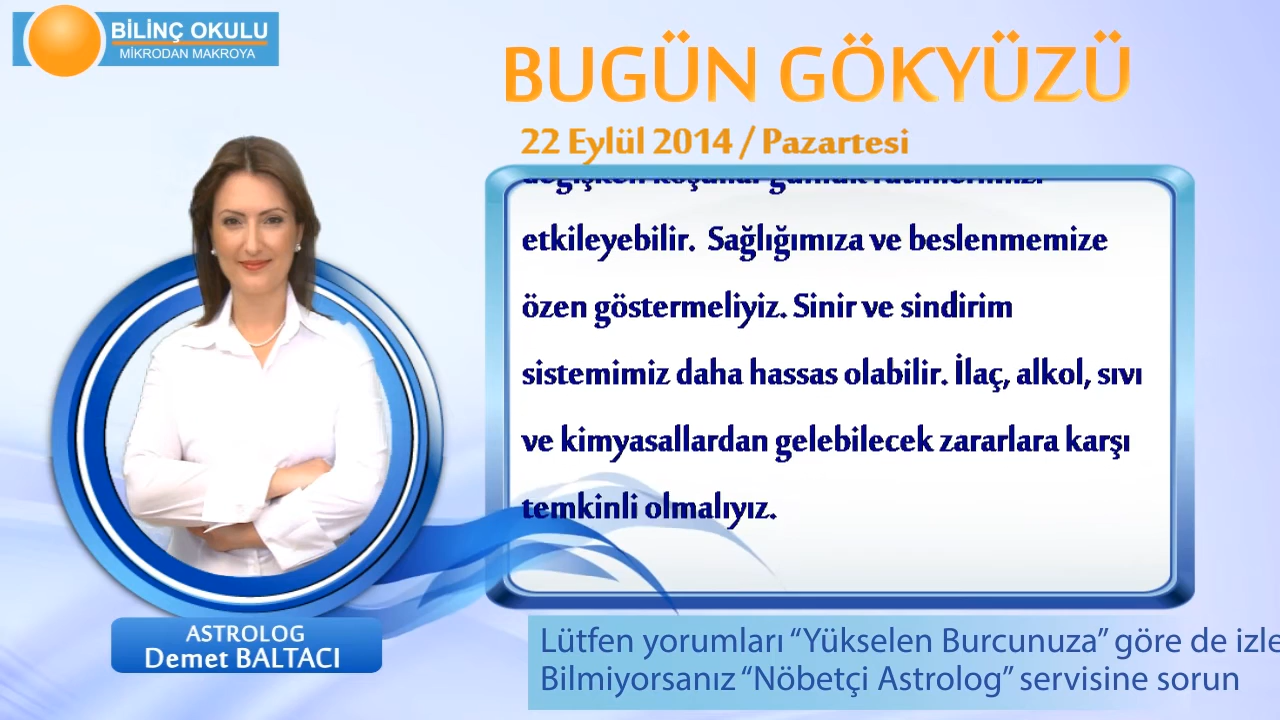 BİLİNÇ OKULU
MİKRODAN MAKROYA
BUGÜN GÖKYÜZÜ
22 Eylül 2014 / Pazartesi
etkileyebilir. Sağlığımıza ve beslenmemize
özen göstermeliyiz. Sinir ve sindirim
sistemimiz daha hassas olabilir. İlaç, alkol, sıvı
ve kimyasallardan gelebilecek zararlara karşı
temkinli olmalıyız.
ASTROLOG
Demet BALTACI
Lütfen yorumları “Yükselen Burcunuza” göre de izle
Bilmiyorsanız “Nöbetçi Astrolog” servisine sorun